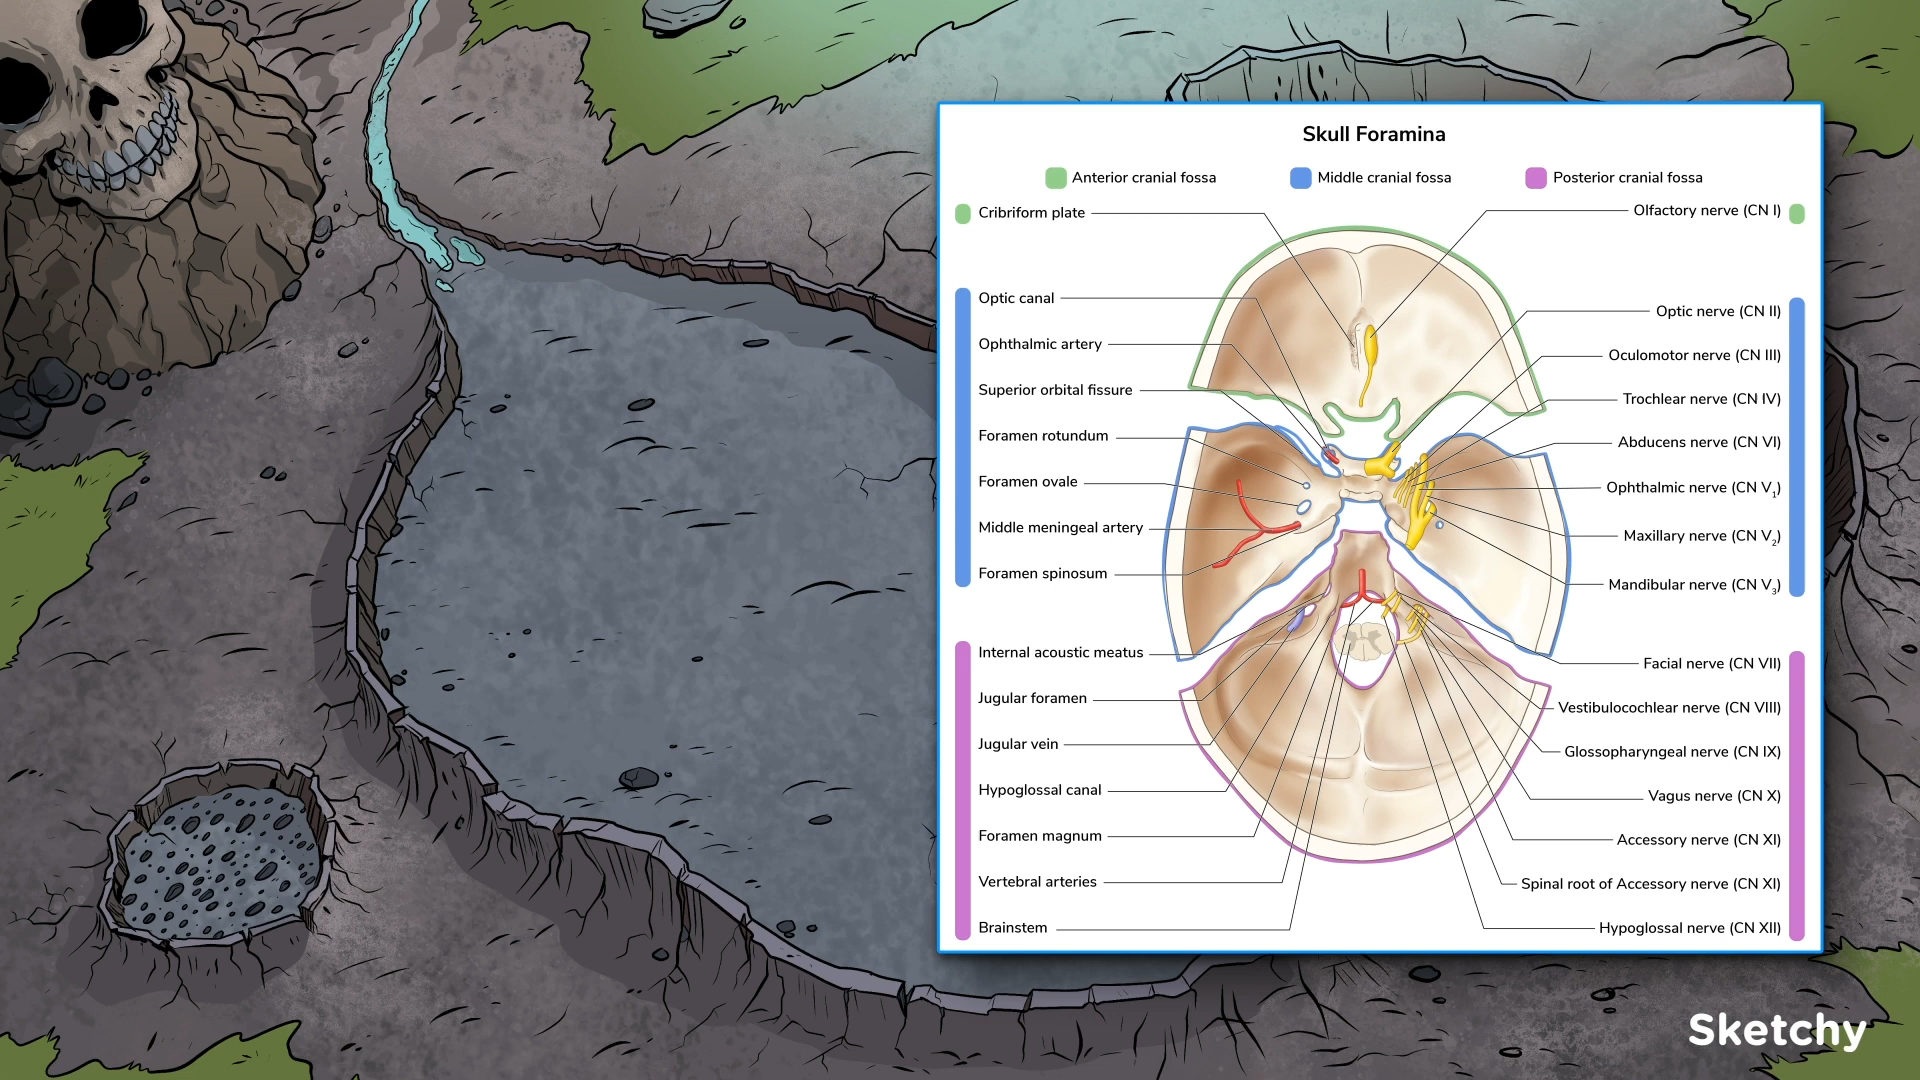 Skull Foramina
Anterior cranial fossa
Middle cranial fossa
Posterior cranial fossa
Cribriform plate
Optic canal
Ophthalmic artery
Superior orbital fissure
Foramen rotundum
Foramen ovale
Middle meningeal artery
Foramen spinosum
Internal acoustic meatus
Jugular foramen
Jugular vein
Hypoglossal canal
Foramen magnum
Vertebral arteries
Brainstem
Olfactory nerve (CN I)
Optic nerve (CN II)
Oculomotor nerve (CN III)
Trochlear nerve (CN IV)
Abducens nerve (CN VI)
Ophthalmic nerve (CN V₁)
Maxillary nerve (CN V₂)
Mandibular nerve (CN V₃)
Facial nerve (CN VII)
Vestibulocochlear nerve (CN VIII)
Glossopharyngeal nerve (CN IX)
Vagus nerve (CN X)
Accessory nerve (CN XI)
Spinal root of Accessory nerve (CN XI)
Hypoglossal nerve (CN XII)
Sketchy